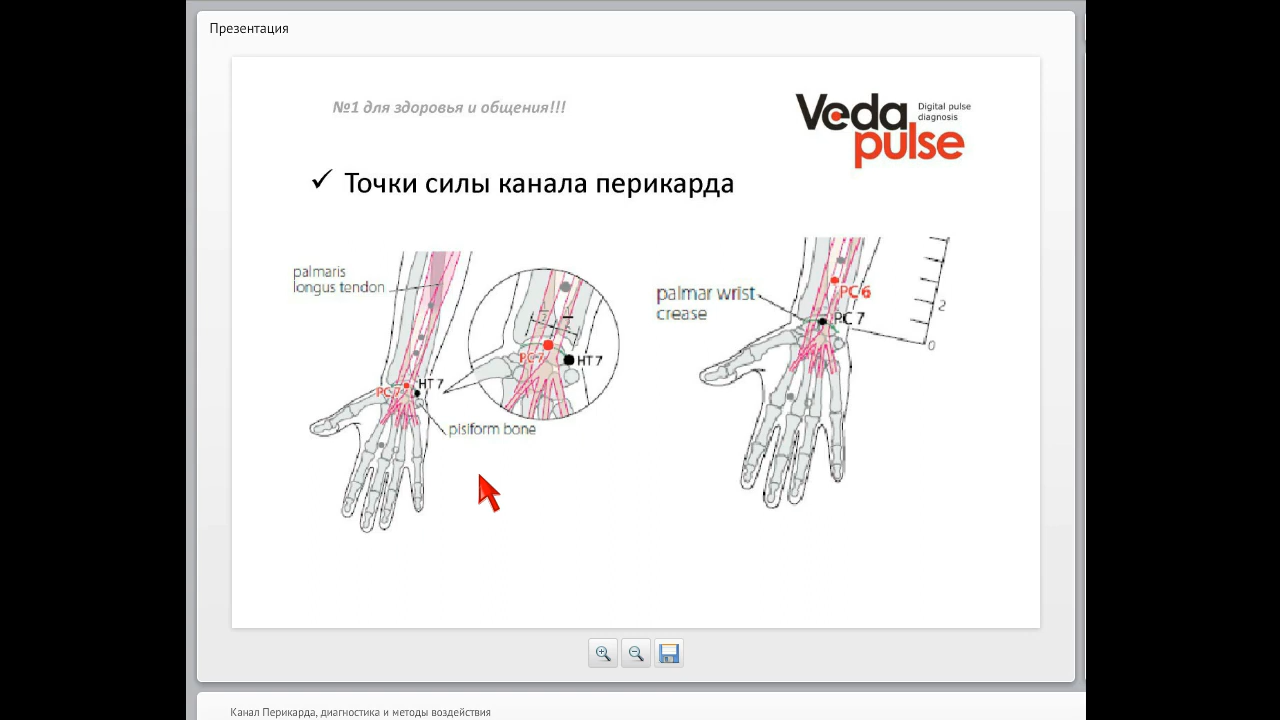 Презентация
№1 для здоровья и общения!!!
Veda
pulse
Digital pulse
diagnosis
✓ Точки силы канала перикарда
palmaris
longus tendon
PC 7
HT 7
PC 7
HT 7
pisiform bone
palmar wrist
crease
PC 6
PC 7
2
0
Канал Перикарда, диагностика и методы воздействия